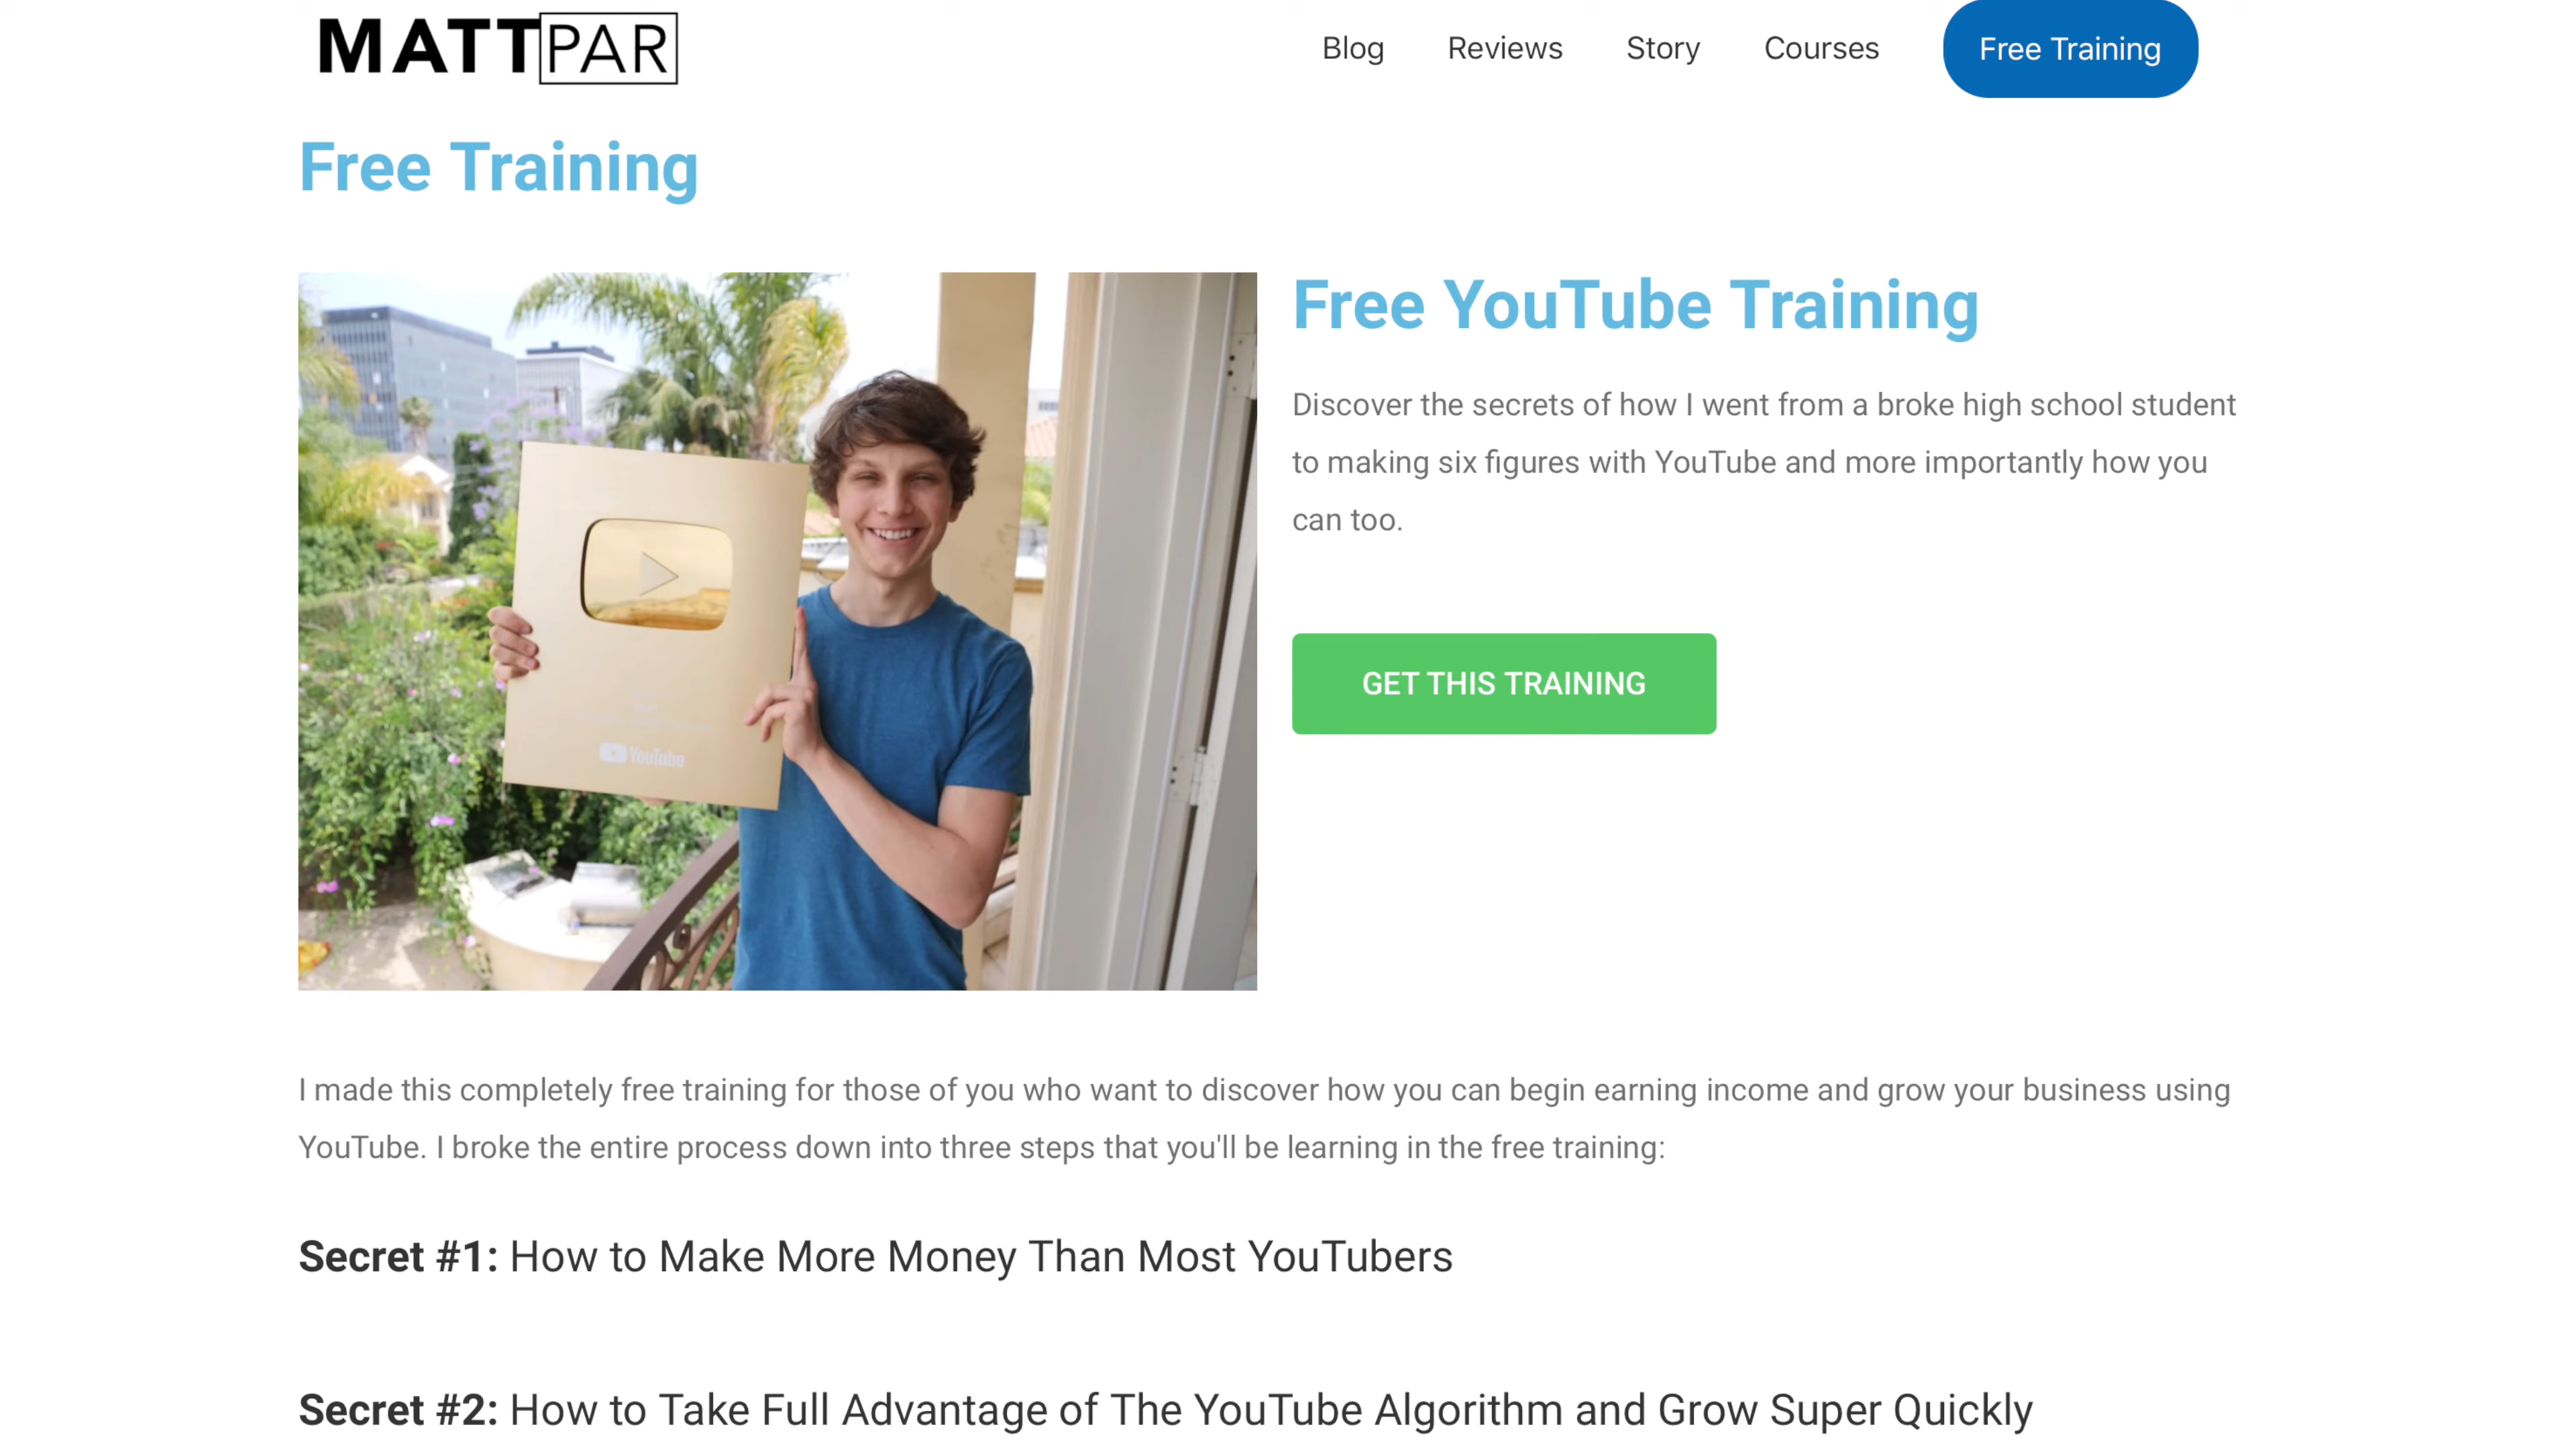 MATTPAR
Blog Reviews Story Courses Free Training
Free Training
Free YouTube Training
Discover the secrets of how I went from a broke high school student
to making six figures with YouTube and more importantly how you
can too.
GET THIS TRAINING
YouTube
I made this completely free training for those of you who want to discover how you can begin earning income and grow your business using
YouTube. I broke the entire process down into three steps that you'll be learning in the free training:
Secret #1: How to Make More Money Than Most YouTubers
Secret #2: How to Take Full Advantage of The YouTube Algorithm and Grow Super Quickly